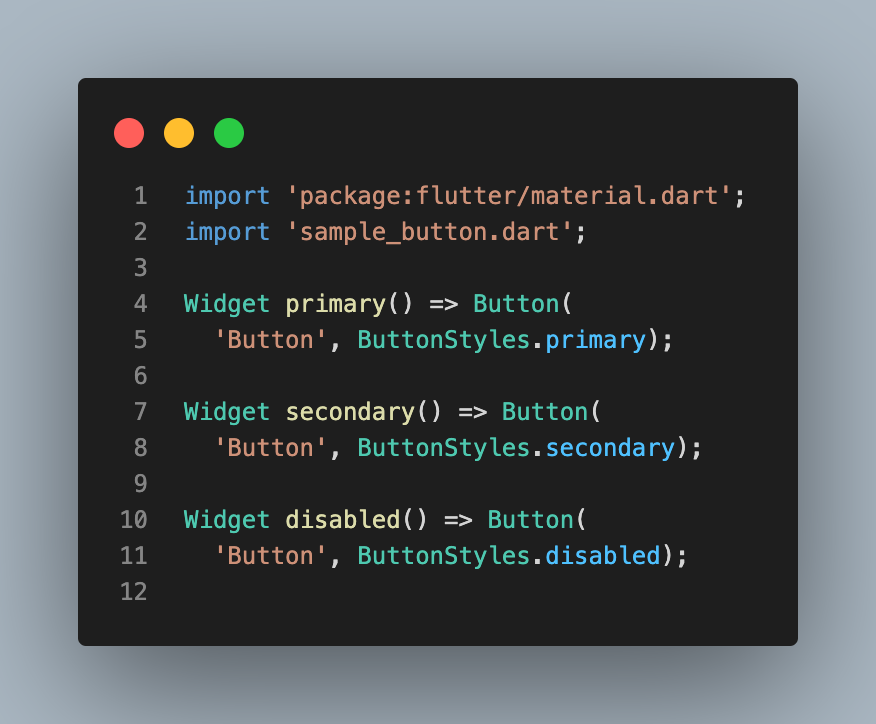 1 import 'package:flutter/material.dart';
2 import 'sample_button.dart';
3
4 Widget primary() => Button(
5   'Button', ButtonStyles.primary);
6
7 Widget secondary() => Button(
8   'Button', ButtonStyles.secondary);
9
10 Widget disabled() => Button(
11   'Button', ButtonStyles.disabled);
12